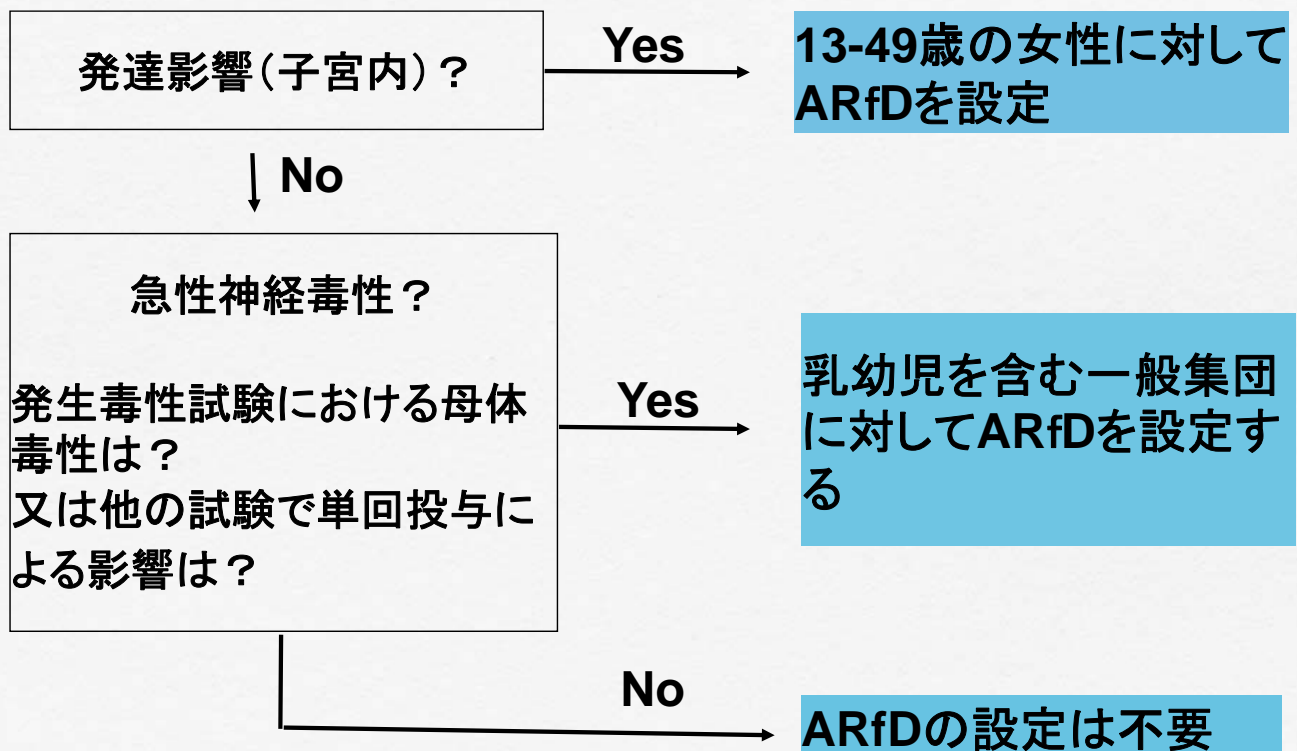 発達影響(子宮内)?
Yes
13-49歳の女性に対して
ARfDを設定
No
急性神経毒性?
発生毒性試験における母体
毒性は?
又は他の試験で単回投与に
よる影響は?
Yes
乳幼児を含む一般集団
に対してARfDを設定す
る
No
ARfDの設定は不要